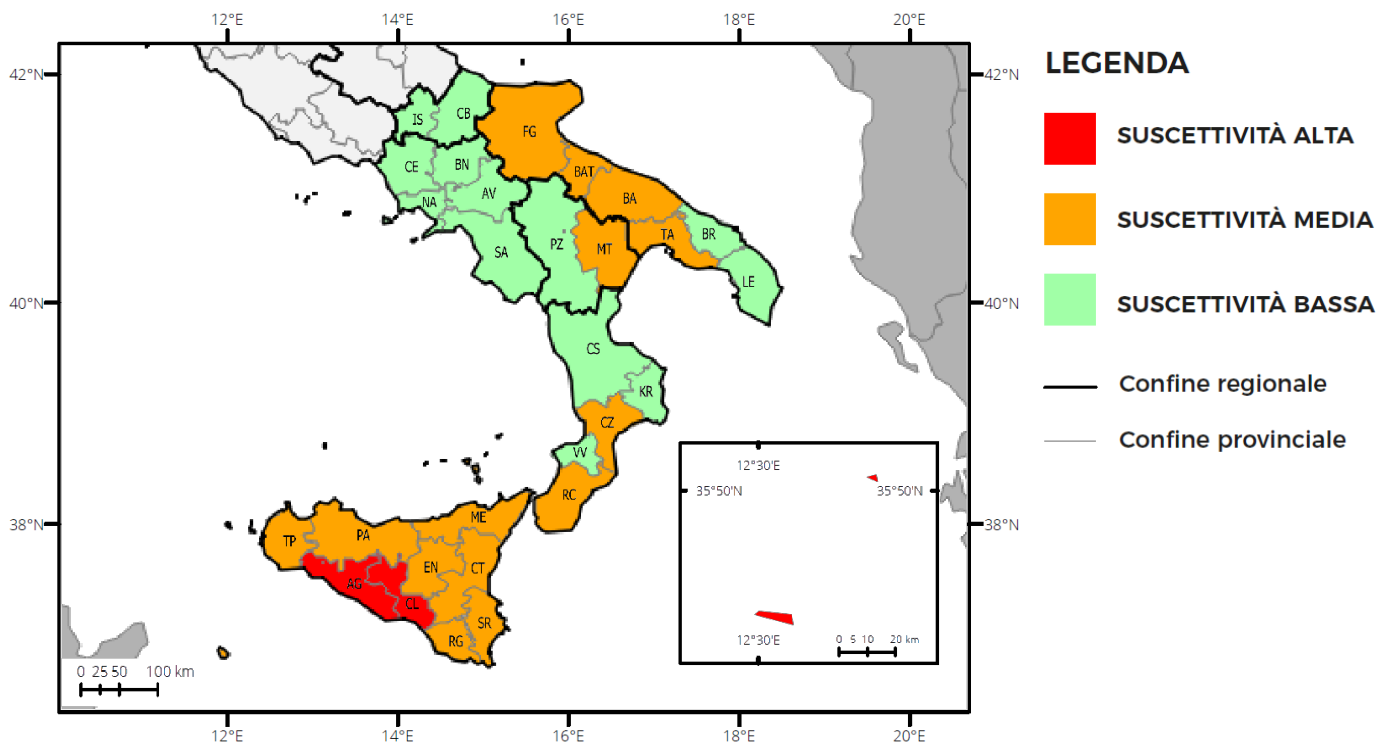 12°E 14°E 16°E 18°E 20°E
42°N 42°N
40°N 40°N
38°N 38°N
IS CB FG
CE BN BAT
NA AV BA
SA PZ MT TA BR
LE
CS
KR
CZ
VV
RC
ME
TP PA
EN CT
AG
CL
SR
RG
12°30'E
35°50'N 35°50'N
12°30'E
0 5 10 20 km
0 25 50 100 km
12°E 14°E 16°E 18°E 20°E
LEGENDA
SUSCETTIVITÀ ALTA
SUSCETTIVITÀ MEDIA
SUSCETTIVITÀ BASSA
Confine regionale
Confine provinciale